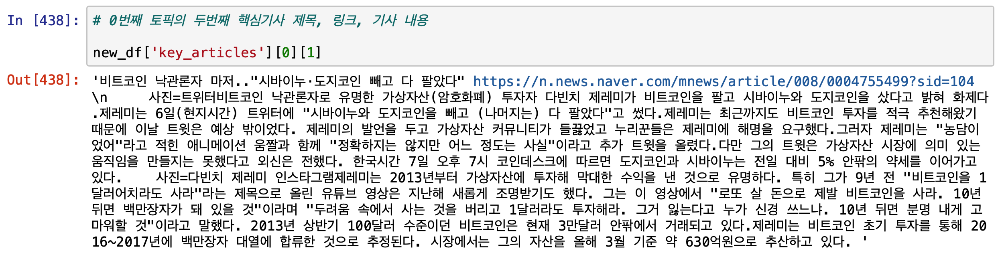 In [438]: # 0번째 토픽의 두번째 핵심기사 제목, 링크, 기사 내용
new_df['key_articles'][0][1]
Out[438]: '비트코인 낙관론자 마저.."시바이누·도지코인 빼고 다 팔았다" https://n.news.naver.com/mnews/article/008/0004755499?sid=104
\n     사진=트위터비트코인 낙관론자로 유명한 가상자산(암호화폐) 투자자 다빈치 제레미가 비트코인을 팔고 시바이누와 도지코인을 샀다고 밝혀 화제다
.제레미는 6일(현지시간) 트위터에 "시바이누와 도지코인을 빼고 (나머지는) 다 팔았다"고 썼다.제레미는 최근까지도 비트코인 투자를 적극 추천해왔기
때문에 이날 트윗은 예상 밖이었다. 제레미의 발언을 두고 가상자산 커뮤니티가 들끓었고 누리꾼들은 제레미에 해명을 요구했다.그러자 제레미는 "농담이
었어"라고 적힌 애니메이션 움짤과 함께 "정확하지는 않지만 어느 정도는 사실"이라고 추가 트윗을 올렸다.다만 그의 트윗은 가상자산 시장에 의미 있는
움직임을 만들지는 못했다고 외신은 전했다. 한국시간 7일 오후 7시 코인데스크에 따르면 도지코인과 시바이누는 전일 대비 5% 안팎의 약세를 이어가고
있다.    사진=다빈치 제레미 인스타그램제레미는 2013년부터 가상자산에 투자해 막대한 수익을 낸 것으로 유명하다. 특히 그가 9년 전 "비트코인을 1
달러어치라도 사라"라는 제목으로 올린 유튜브 영상은 지난해 새롭게 조명받기도 했다. 그는 이 영상에서 "로또 살 돈으로 제발 비트코인을 사라. 10년
뒤면 백만장자가 돼 있을 것"이라며 "두려움 속에서 사는 것을 버리고 1달러라도 투자해라. 그거 잃는다고 누가 신경 쓰느냐. 10년 뒤면 분명 내게 고
마워할 것"이라고 말했다. 2013년 상반기 100달러 수준이던 비트코인은 현재 3만달러 안팎에서 거래되고 있다.제레미는 비트코인 초기 투자를 통해 20
16~2017년에 백만장자 대열에 합류한 것으로 추정된다. 시장에서는 그의 자산을 올해 3월 기준 약 630억원으로 추산하고 있다. '